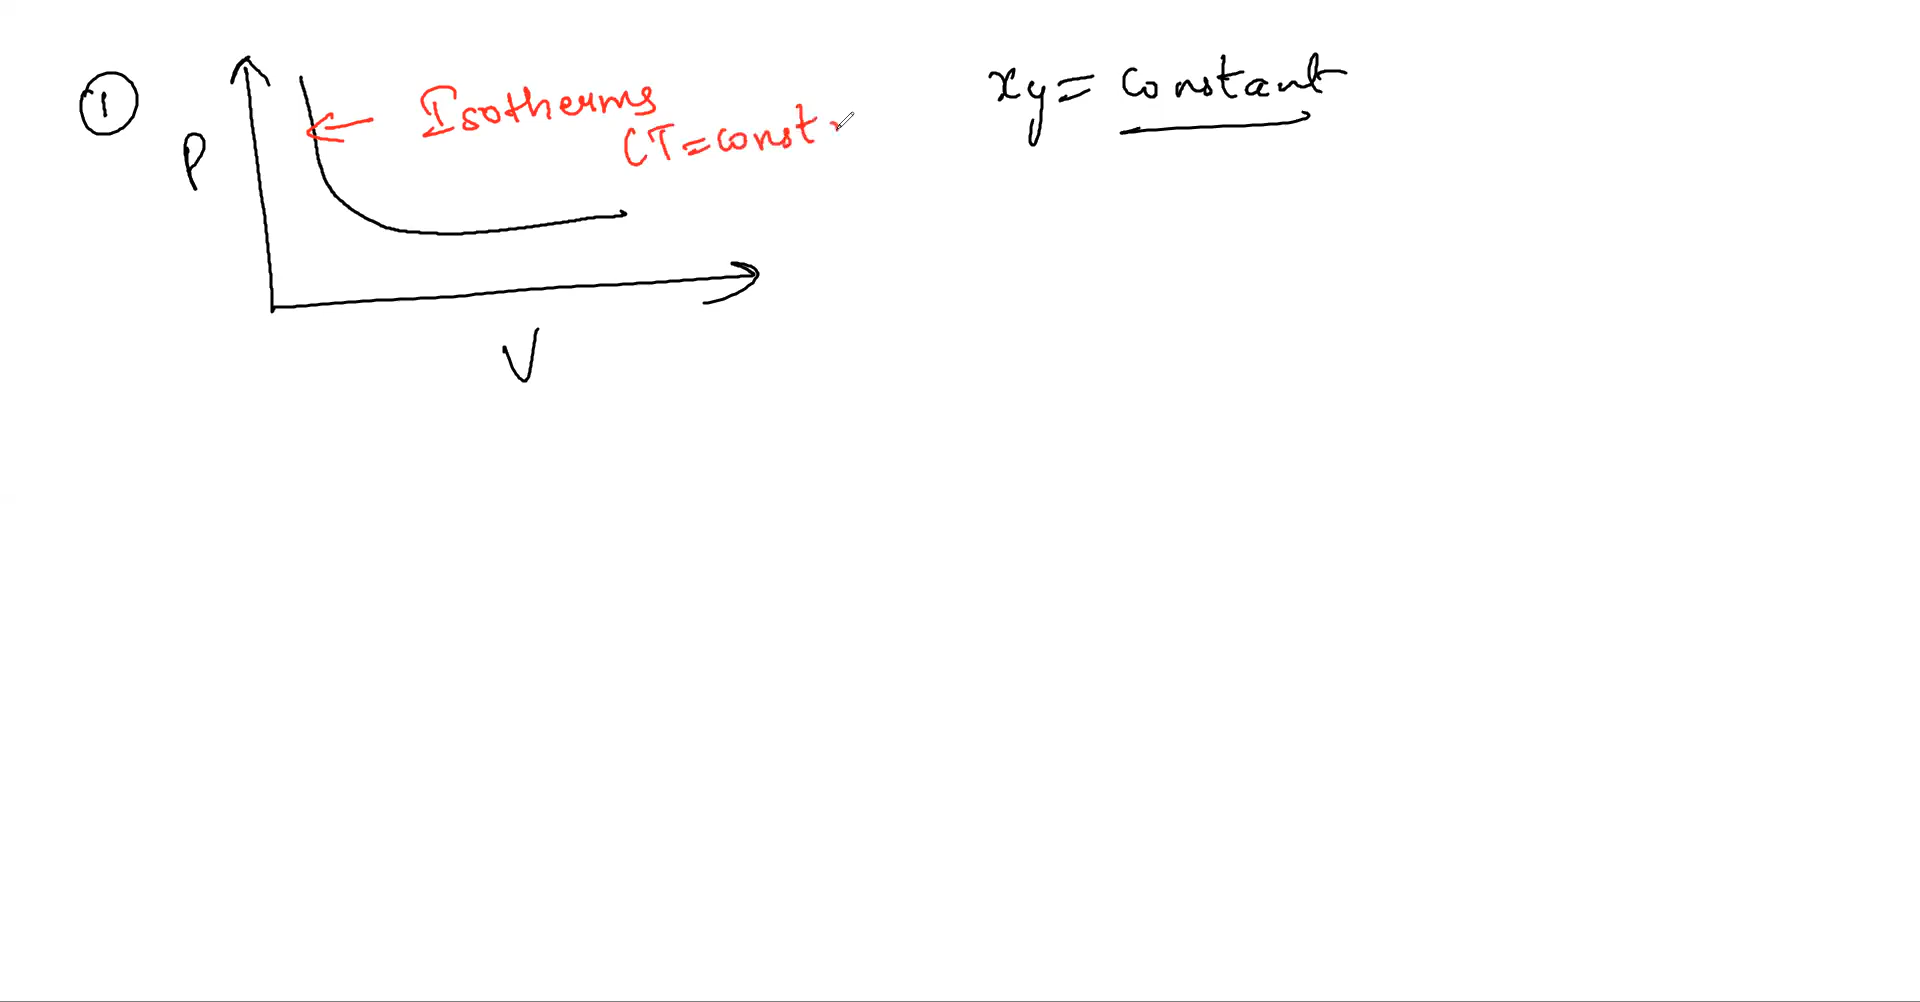 ①
P
Isotherms
(T = const
V
xy = constant